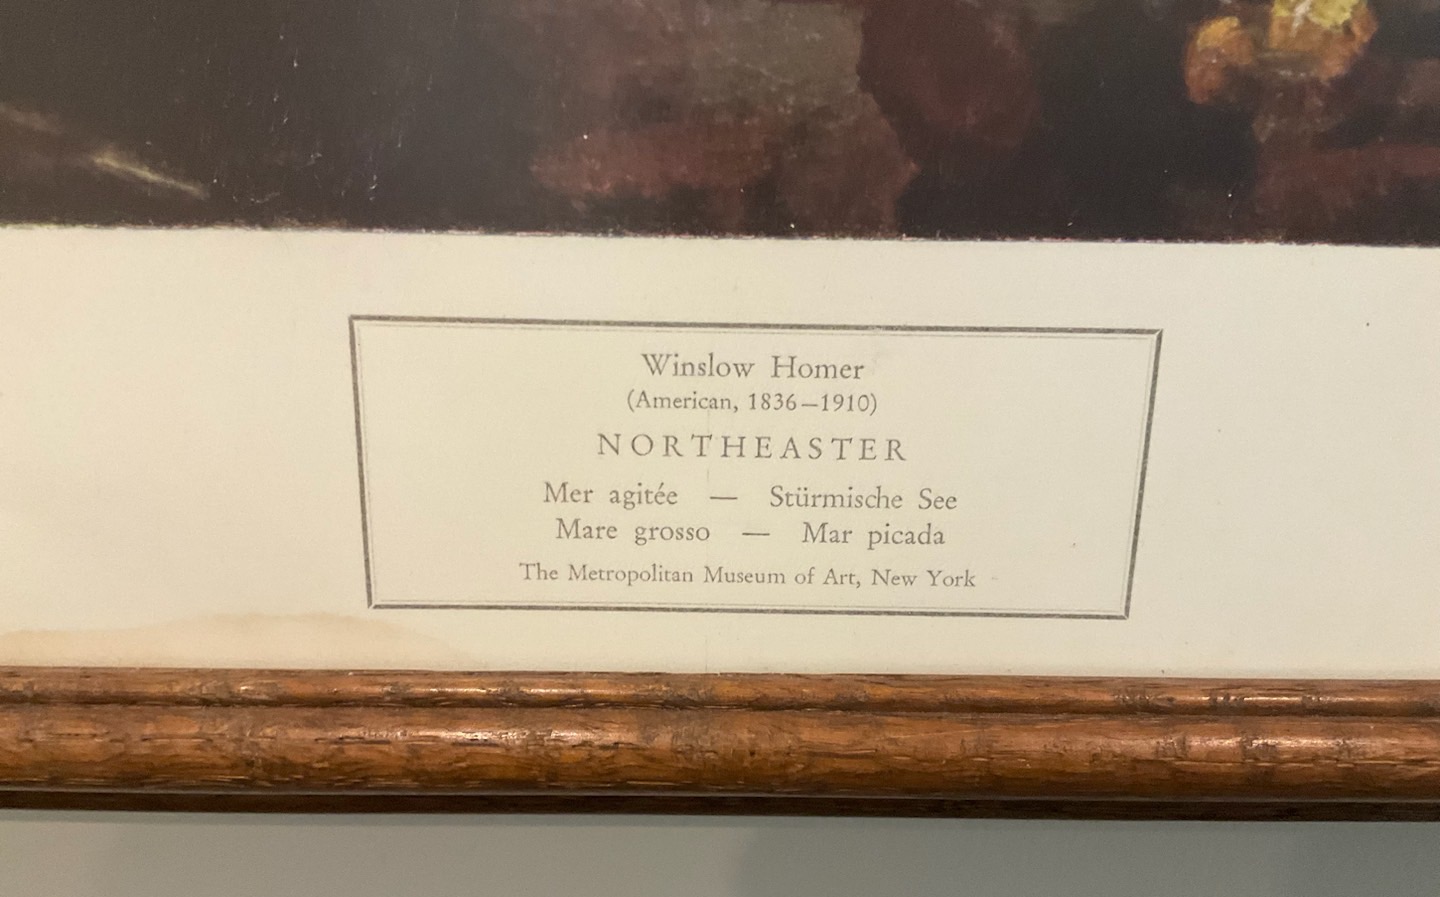 Winslow Homer
(American, 1836–1910)
NORTHEASTER
Mer agitée — Stürmische See
Mare grosso — Mar picada
The Metropolitan Museum of Art, New York